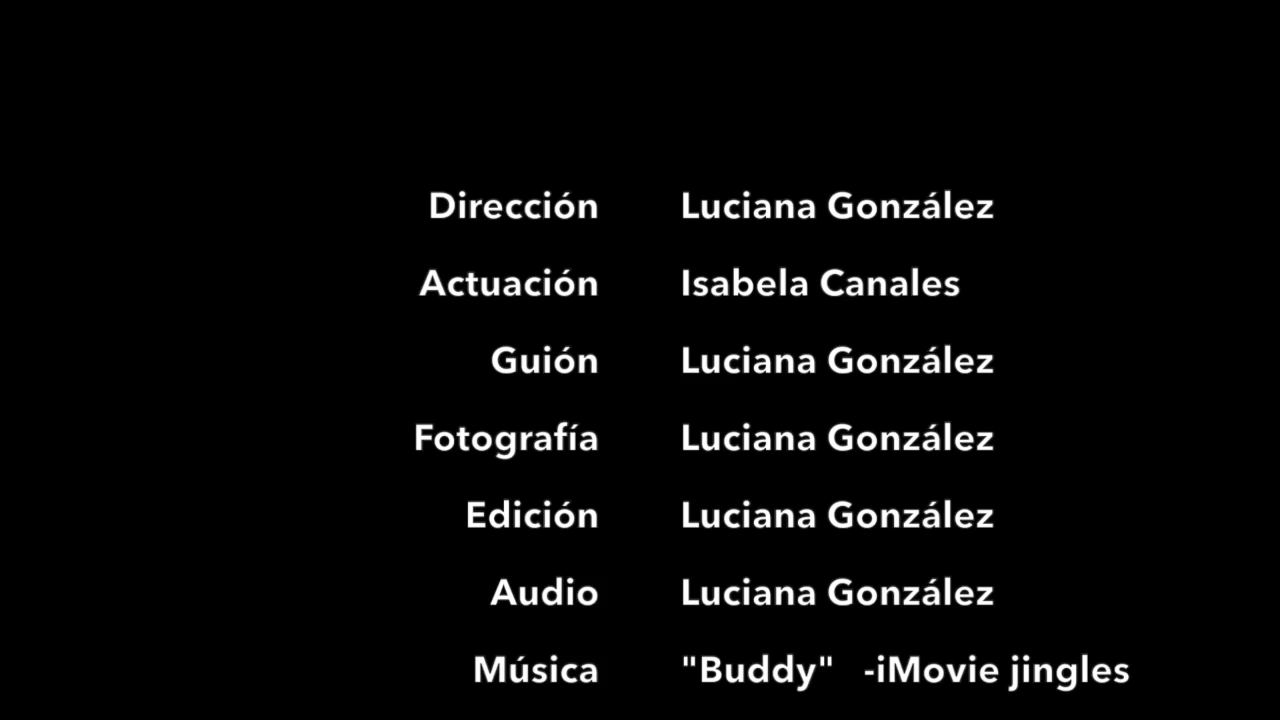 Dirección Luciana González
Actuación Isabela Canales
Guión Luciana González
Fotografía Luciana González
Edición Luciana González
Audio Luciana González
Música "Buddy" -iMovie jingles